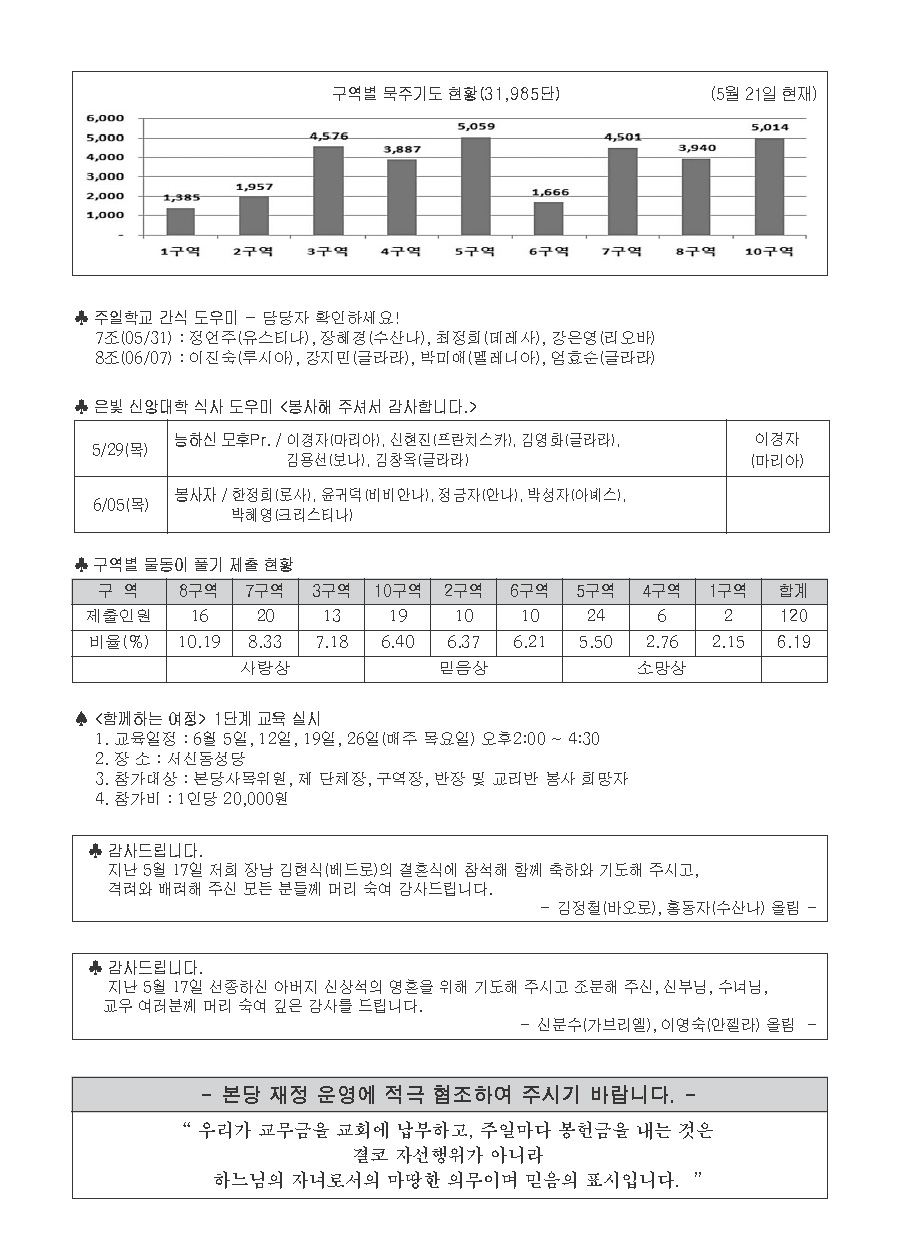 구역별 묵주기도 현황(31,985단) (5월 21일 현재)
6,000
5,000
4,000
3,000
2,000
1,000
-
1,385 1,957 4,576 3,887 5,059 1,666 4,501 3,940 5,014
1구역 2구역 3구역 4구역 5구역 6구역 7구역 8구역 10구역
♣ 주일학교 간식 도우미 - 담당자 확인하세요!
7조(05/31) : 정언주(유스티나), 장혜경(수산나), 최정희(데레사), 강은영(리오바)
8조(06/07) : 이진숙(루시아), 강지민(글라라), 박미애(멜레니아), 엄효순(글라라)
♣ 은빛 신앙대학 식사 도우미 <봉사해 주셔서 감사합니다.>
5/29(목) 능하신 모후Pr. / 이경자(마리아), 신현진(프란치스카), 김영화(글라라), 이경자
김용선(보나), 김창옥(글라라) (마리아)
6/05(목) 봉사자 / 한정희(로사), 윤귀덕(비비안나), 정금자(안나), 박성자(아녜스),
박혜영(크리스티나)
♣ 구역별 물동이 풀기 제출 현황
구 역 8구역 7구역 3구역 10구역 2구역 6구역 5구역 4구역 1구역 합계
제출인원 16 20 13 19 10 10 24 6 2 120
비율(%) 10.19 8.33 7.18 6.40 6.37 6.21 5.50 2.76 2.15 6.19
사랑상 믿음상 소망상
♠ <함께하는 여정> 1단계 교육 실시
1. 교육일정 : 6월 5일, 12일, 19일, 26일(매주 목요일) 오후2:00 ~ 4:30
2. 장 소 : 서신동성당
3. 참가대상 : 본당사목위원, 제 단체장, 구역장, 반장 및 교리반 봉사 희망자
4. 참가비 : 1인당 20,000원
♣ 감사드립니다.
지난 5월 17일 저희 장남 김현식(베드로)의 결혼식에 참석해 함께 축하와 기도해 주시고,
격려와 배려해 주신 모든 분들께 머리 숙여 감사드립니다.
- 김정철(바오로), 홍동자(수산나) 올림 -
♣ 감사드립니다.
지난 5월 17일 선종하신 아버지 신상석의 영혼을 위해 기도해 주시고 조문해 주신, 신부님, 수녀님,
교우 여러분께 머리 숙여 깊은 감사를 드립니다.
- 신문수(가브리엘), 이영숙(안젤라) 올림 -
- 본당 재정 운영에 적극 협조하여 주시기 바랍니다. -
“ 우리가 교무금을 교회에 납부하고, 주일마다 봉헌금을 내는 것은
결코 자선행위가 아니라
하느님의 자녀로서의 마땅한 의무이며 믿음의 표시입니다. ”